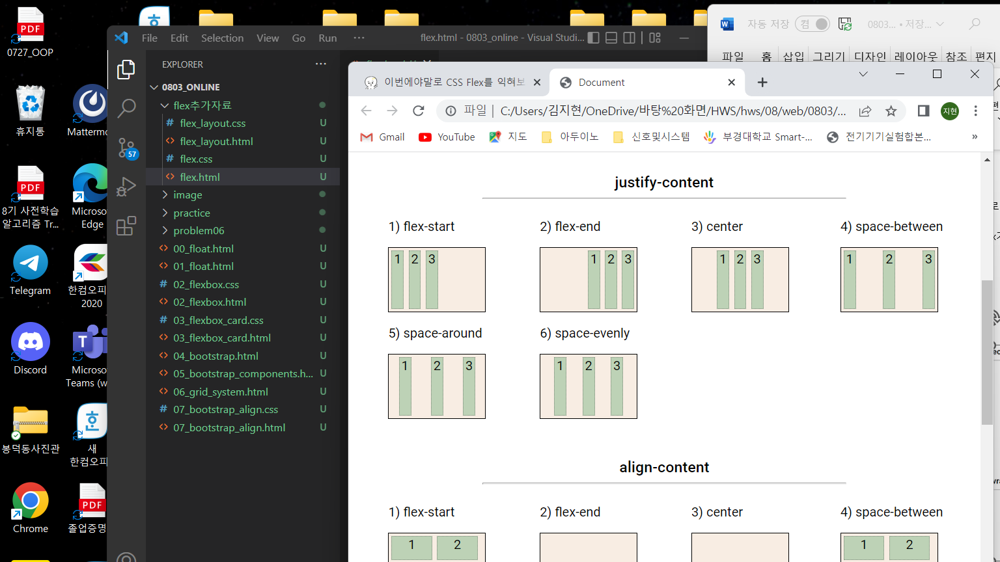 PDF
0727_OOP
휴지통
Mattermo
PDF
8기 사전학습
알고리즘 Tr...
Microso
Edge
Telegram
한컴오피
2020
Discord
T
Microso
Teams (w
봉덕동사진관
새
한컴오피
Chrome
PDF
졸업증명
File Edit Selection View Go Run ···
flex.html - 0803_online - Visual Studi...
EXPLORER ···
0803_ONLINE
flex추가자료
# flex_layout.css U
<> flex_layout.html U
# flex.css U
<> flex.html U
57
image
practice
problem06
<> 00_float.html U
<> 01_float.html U
# 02_flexbox.css U
<> 02_flexbox.html U
# 03_flexbox_card.css U
<> 03_flexbox_card.html U
<> 04_bootstrap.html U
<> 05_bootstrap_components.h... U
<> 06_grid_system.html U
# 07_bootstrap_align.css U
<> 07_bootstrap_align.html U
W 자동 저장 켬 0803... • 저장...
파일 홈 삽입 그리기 디자인 레이아웃 참조 편지
이번에야말로 CSS Flex를 익혀보
Document
파일 | C:/Users/김지현/OneDrive/바탕%20화면/HWS/hws/08/web/0803/...
지현
Gmail YouTube 지도 아두이노 신호및시스템 부경대학교 Smart-... 전기기기실험합본... »
justify-content
1) flex-start 2) flex-end 3) center 4) space-between
1 2 3 1 2 3 1 2 3 1 2 3
5) space-around 6) space-evenly
1 2 3 1 2 3
align-content
1) flex-start 2) flex-end 3) center 4) space-between
1 2 1 2